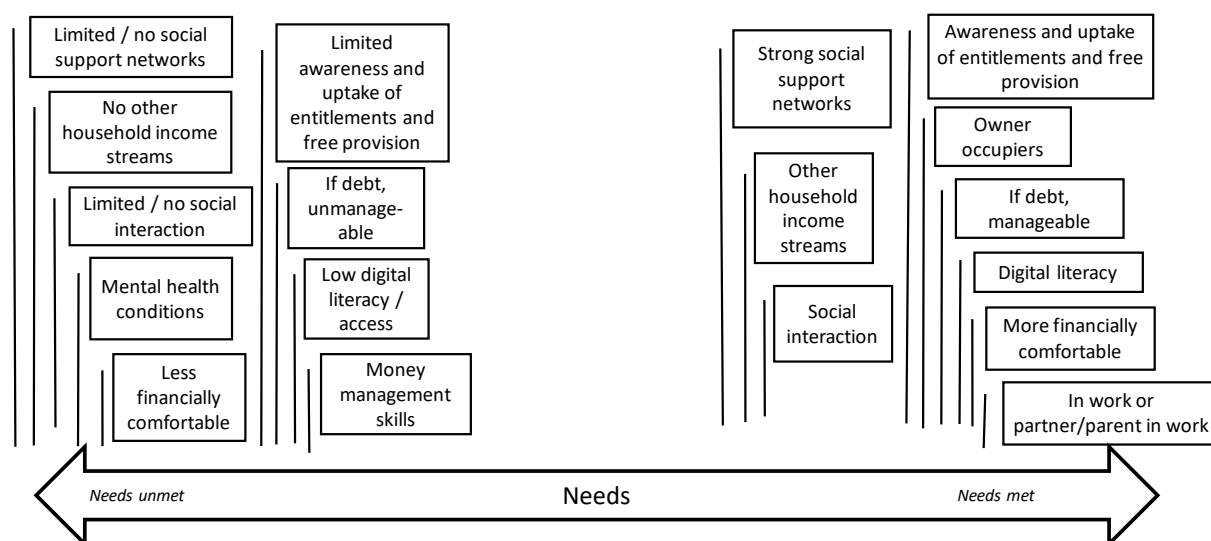 Limited / no social
support networks
No other
household income
streams
Limited / no social
interaction
Mental health
conditions
Less
financially
comfortable
Limited
awareness and
uptake of
entitlements and
free provision
If debt,
unmanage-
able
Low digital
literacy /
access
Money
management
skills
Strong social
support
networks
Other
household
income
streams
Social
interaction
Awareness and uptake
of entitlements and free
provision
Owner
occupiers
If debt,
manageable
Digital literacy
More financially
comfortable
In work or
partner/parent in work
Needs unmet
Needs
Needs met